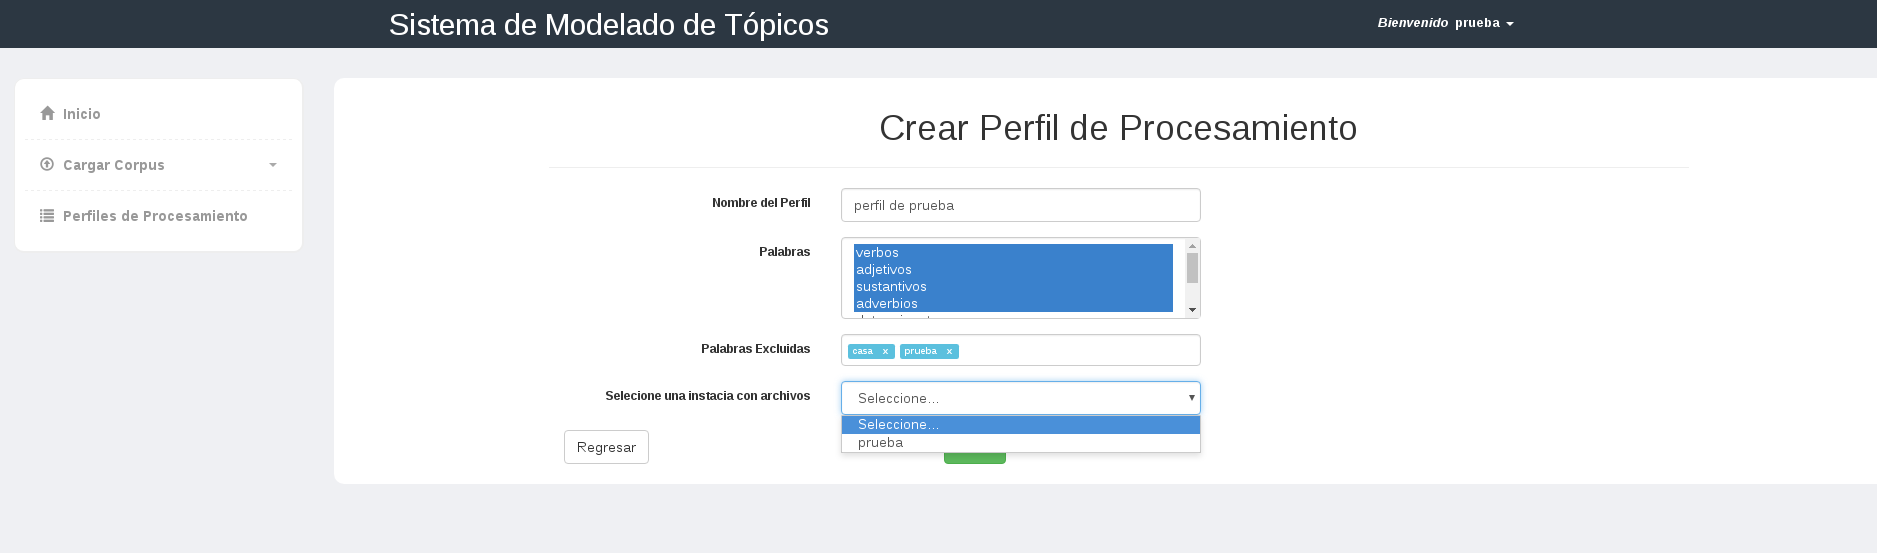 Sistema de Modelado de Tópicos
Bienvenido prueba
Inicio
Cargar Corpus
Perfiles de Procesamiento
Crear Perfil de Procesamiento
Nombre del Perfil
perfil de prueba
Palabras
verbos
adjetivos
sustantivos
adverbios
Palabras Excluidas
casa x prueba x
Selecione una instacia con archivos
Seleccione...
Seleccione...
prueba
Regresar